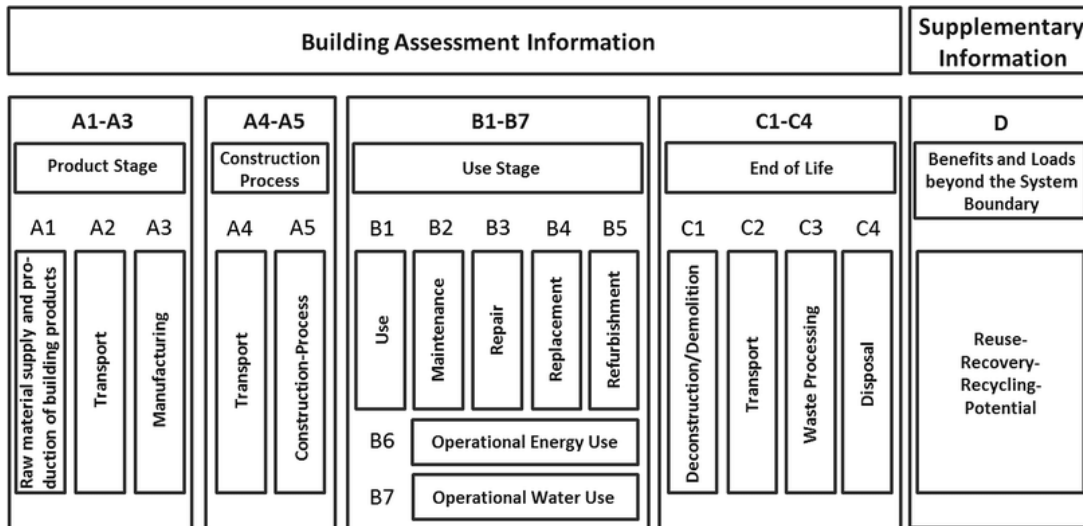 Building Assessment Information
Supplementary
Information
A1-A3
Product Stage
A1
A2
A3
Raw material supply and pro-
duction of building products
Transport
Manufacturing
A4-A5
Construction
Process
A4
A5
Transport
Construction-Process
B1-B7
Use Stage
B1
B2
B3
B4
B5
Use
Maintenance
Repair
Replacement
Refurbishment
B6
Operational Energy Use
B7
Operational Water Use
C1-C4
End of Life
C1
C2
C3
C4
Deconstruction/Demolition
Transport
Waste Processing
Disposal
D
Benefits and Loads
beyond the System
Boundary
Reuse-
Recovery-
Recycling-
Potential